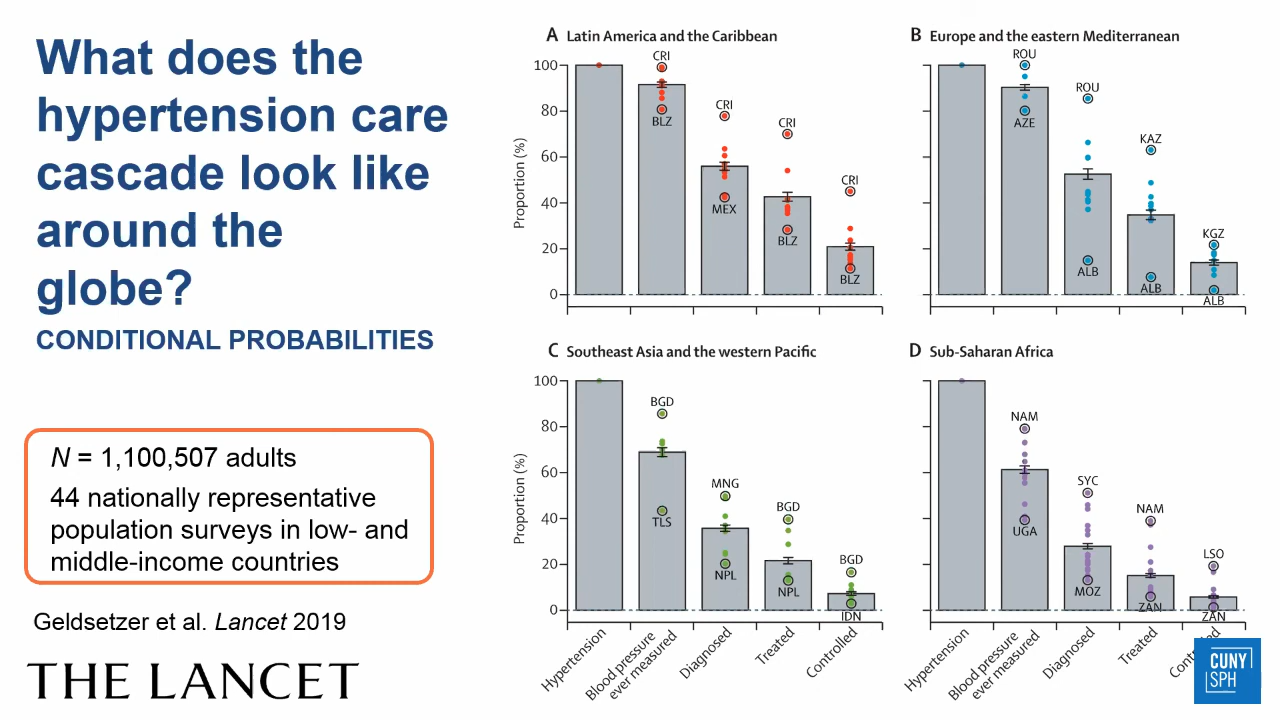 What does the
hypertension care
cascade look like
around the
globe?
CONDITIONAL PROBABILITIES
N = 1,100,507 adults
44 nationally representative
population surveys in low- and
middle-income countries
Geldsetzer et al. Lancet 2019
THE LANCET
A Latin America and the Caribbean
Proportion (%)
100
80
60
40
20
0
CRI
BLZ
CRI
MEX
CRI
BLZ
CRI
BLZ
B Europe and the eastern Mediterranean
ROU
AZE
ROU
ALB
KAZ
ALB
KGZ
ALB
C Southeast Asia and the western Pacific
Proportion (%)
100
80
60
40
20
0
BGD
TLS
MNG
NPL
BGD
NPL
BGD
IDN
Hypertension
Blood pressure
ever measured
Diagnosed
Treated
Controlled
D Sub-Saharan Africa
NAM
UGA
SYC
MOZ
NAM
ZAN
LSO
ZAN
Hypertension
Blood pressure
ever measured
Diagnosed
Treated
CUNY
SPH